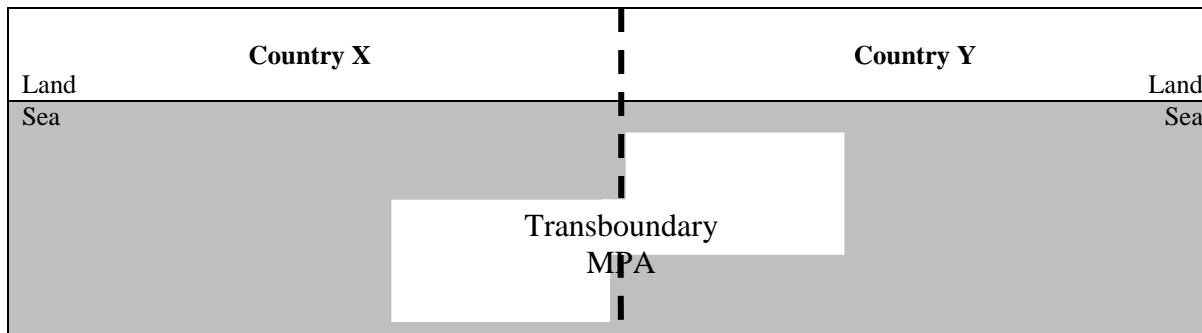 Country X
Country Y
Land
Land
Sea
Sea
Transboundary
MPA